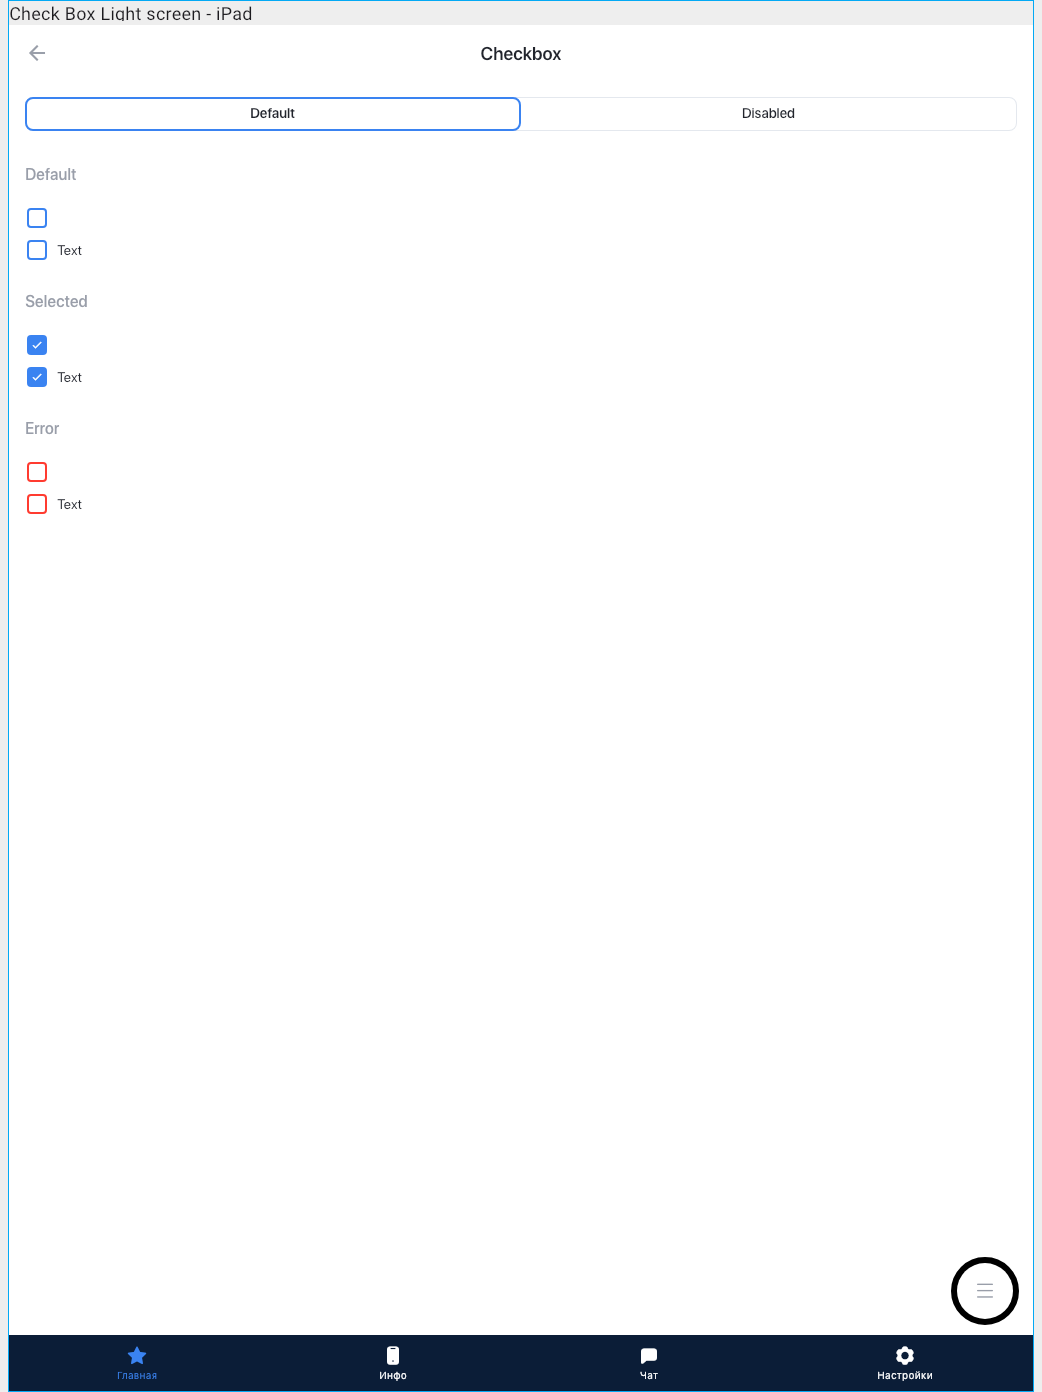 Check Box Light screen - iPad
Checkbox
Default
Disabled
Default
Text
Selected
Text
Error
Text
Главная
Инфо
Чат
Настройки